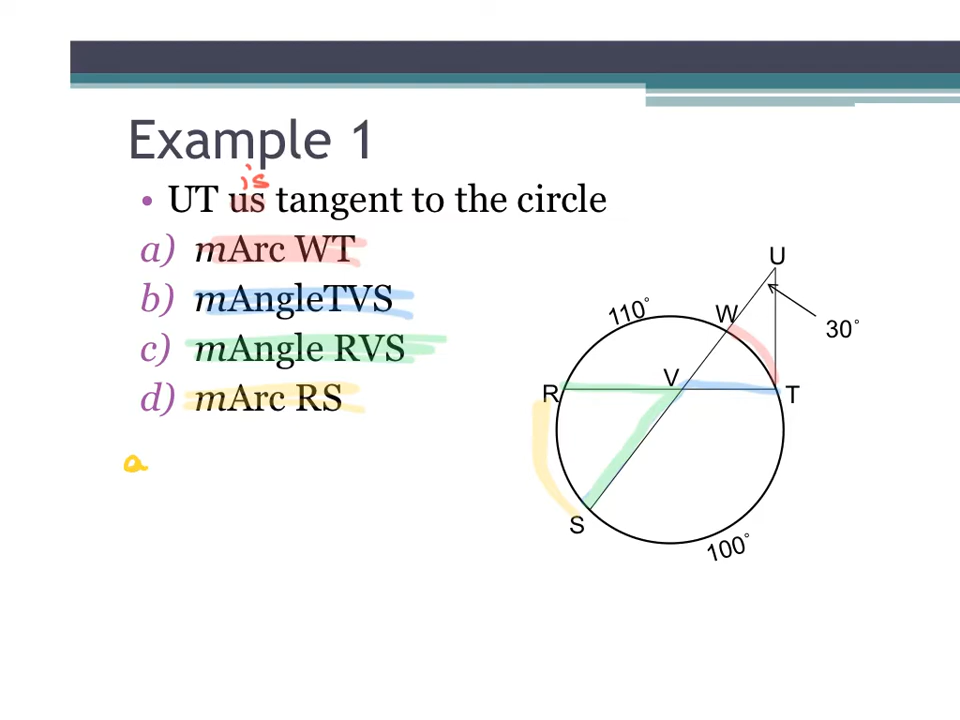 Example 1
is
• UT us tangent to the circle
a) mArc WT
b) mAngleTVS
c) mAngle RVS
d) mArc RS
a
U
W
110°
30°
V
R
T
S
100°